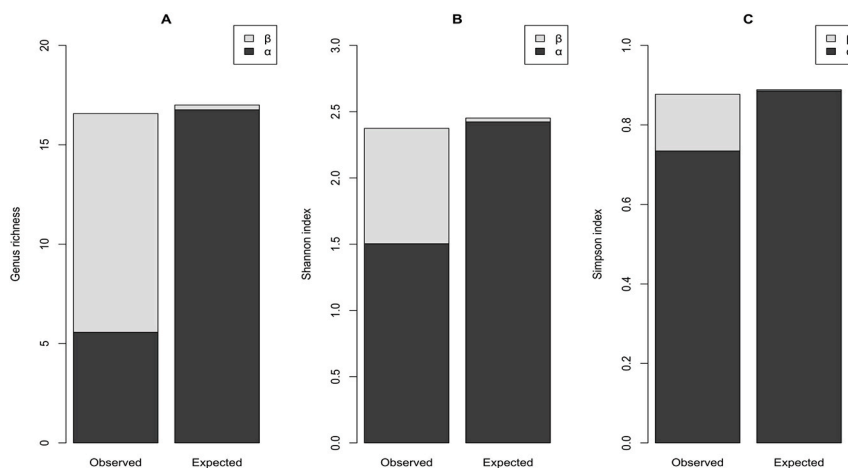 A
β
α
Genus richness
0
5
10
15
20
Observed
Expected
B
β
α
Shannon index
0.0
0.5
1.0
1.5
2.0
2.5
3.0
Observed
Expected
C
Simpson index
0.0
0.2
0.4
0.6
0.8
1.0
Observed
Expected